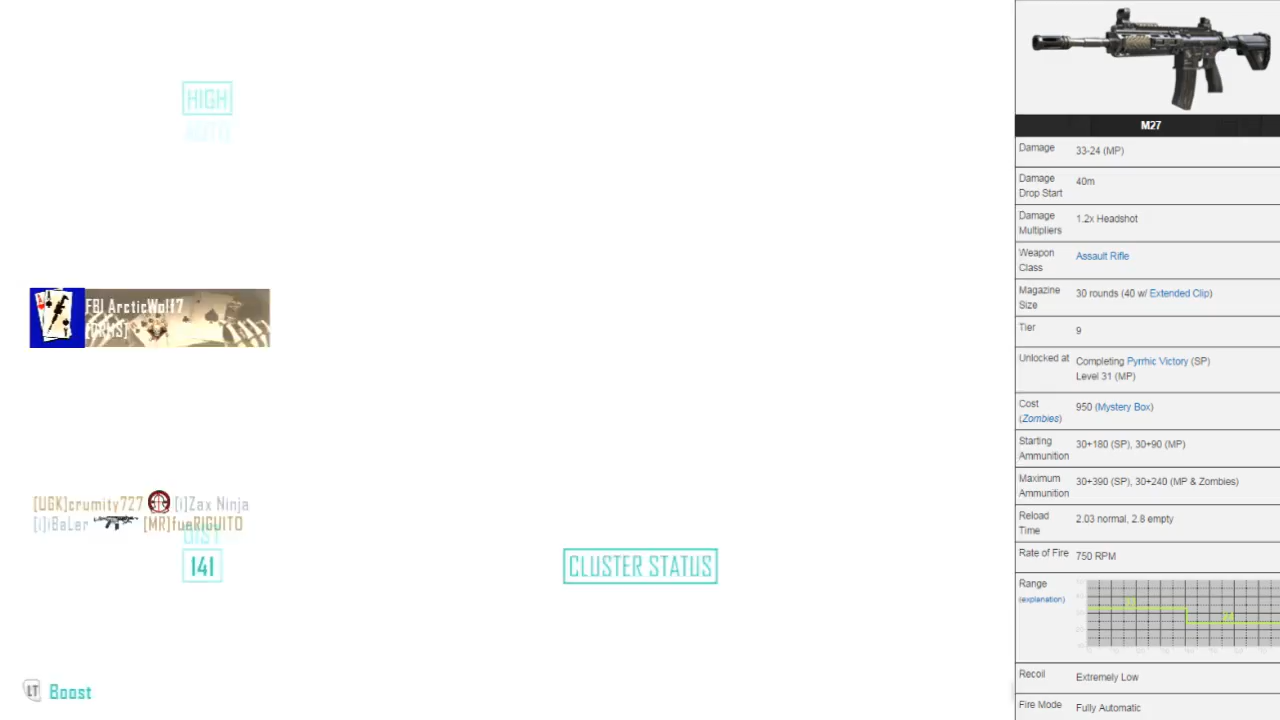 HIGH
AUTO
FBI ArcticWolf7
[UGK]crumity727 [i]Zax Ninja
[i]iBeLer [MR]fueRIGUITO
DIST
141
CLUSTER STATUS
LT Boost
M27
Damage 33-24 (MP)
Damage Drop Start 40m
Damage Multipliers 1.2x Headshot
Weapon Class Assault Rifle
Magazine Size 30 rounds (40 w/ Extended Clip)
Tier 9
Unlocked at Completing Pyrrhic Victory (SP)
Level 31 (MP)
Cost (Zombies) 950 (Mystery Box)
Starting Ammunition 30+180 (SP), 30+90 (MP)
Maximum Ammunition 30+390 (SP), 30+240 (MP & Zombies)
Reload Time 2.03 normal, 2.8 empty
Rate of Fire 750 RPM
Range (explanation)
Recoil Extremely Low
Fire Mode Fully Automatic